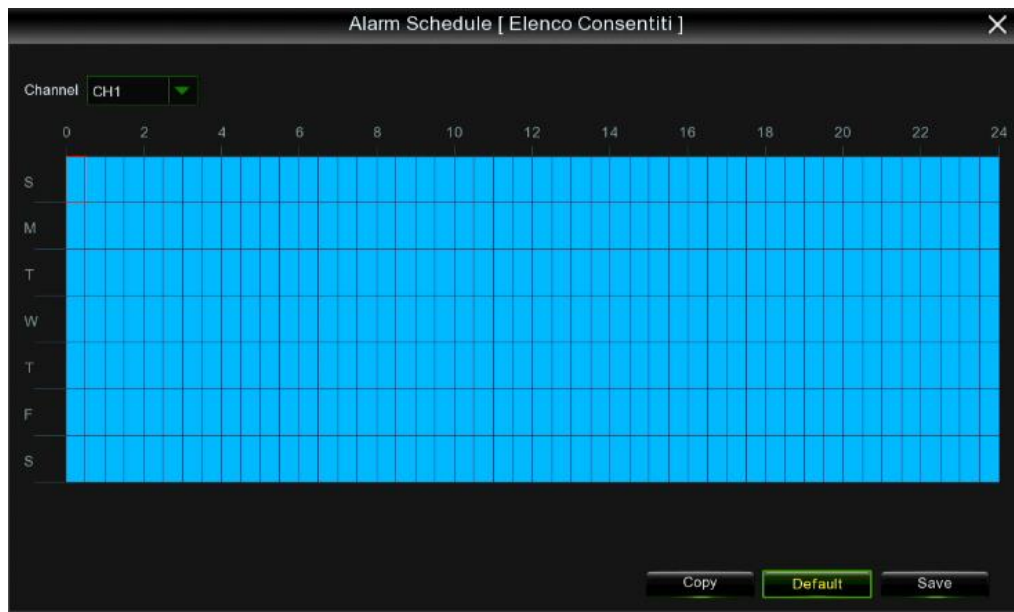 Alarm Schedule [ Elenco Consentiti ]
Channel CH1
0 2 4 6 8 10 12 14 16 18 20 22 24
S
M
T
W
T
F
S
Copy Default Save